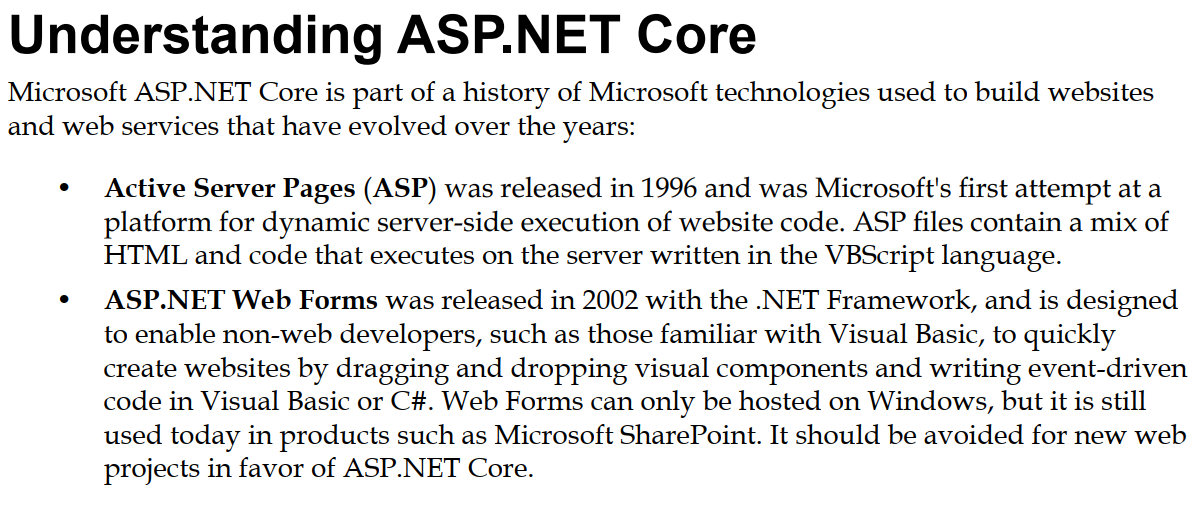 Understanding ASP.NET Core
Microsoft ASP.NET Core is part of a history of Microsoft technologies used to build websites
and web services that have evolved over the years:
• Active Server Pages (ASP) was released in 1996 and was Microsoft's first attempt at a
platform for dynamic server-side execution of website code. ASP files contain a mix of
HTML and code that executes on the server written in the VBScript language.
• ASP.NET Web Forms was released in 2002 with the .NET Framework, and is designed
to enable non-web developers, such as those familiar with Visual Basic, to quickly
create websites by dragging and dropping visual components and writing event-driven
code in Visual Basic or C#. Web Forms can only be hosted on Windows, but it is still
used today in products such as Microsoft SharePoint. It should be avoided for new web
projects in favor of ASP.NET Core.